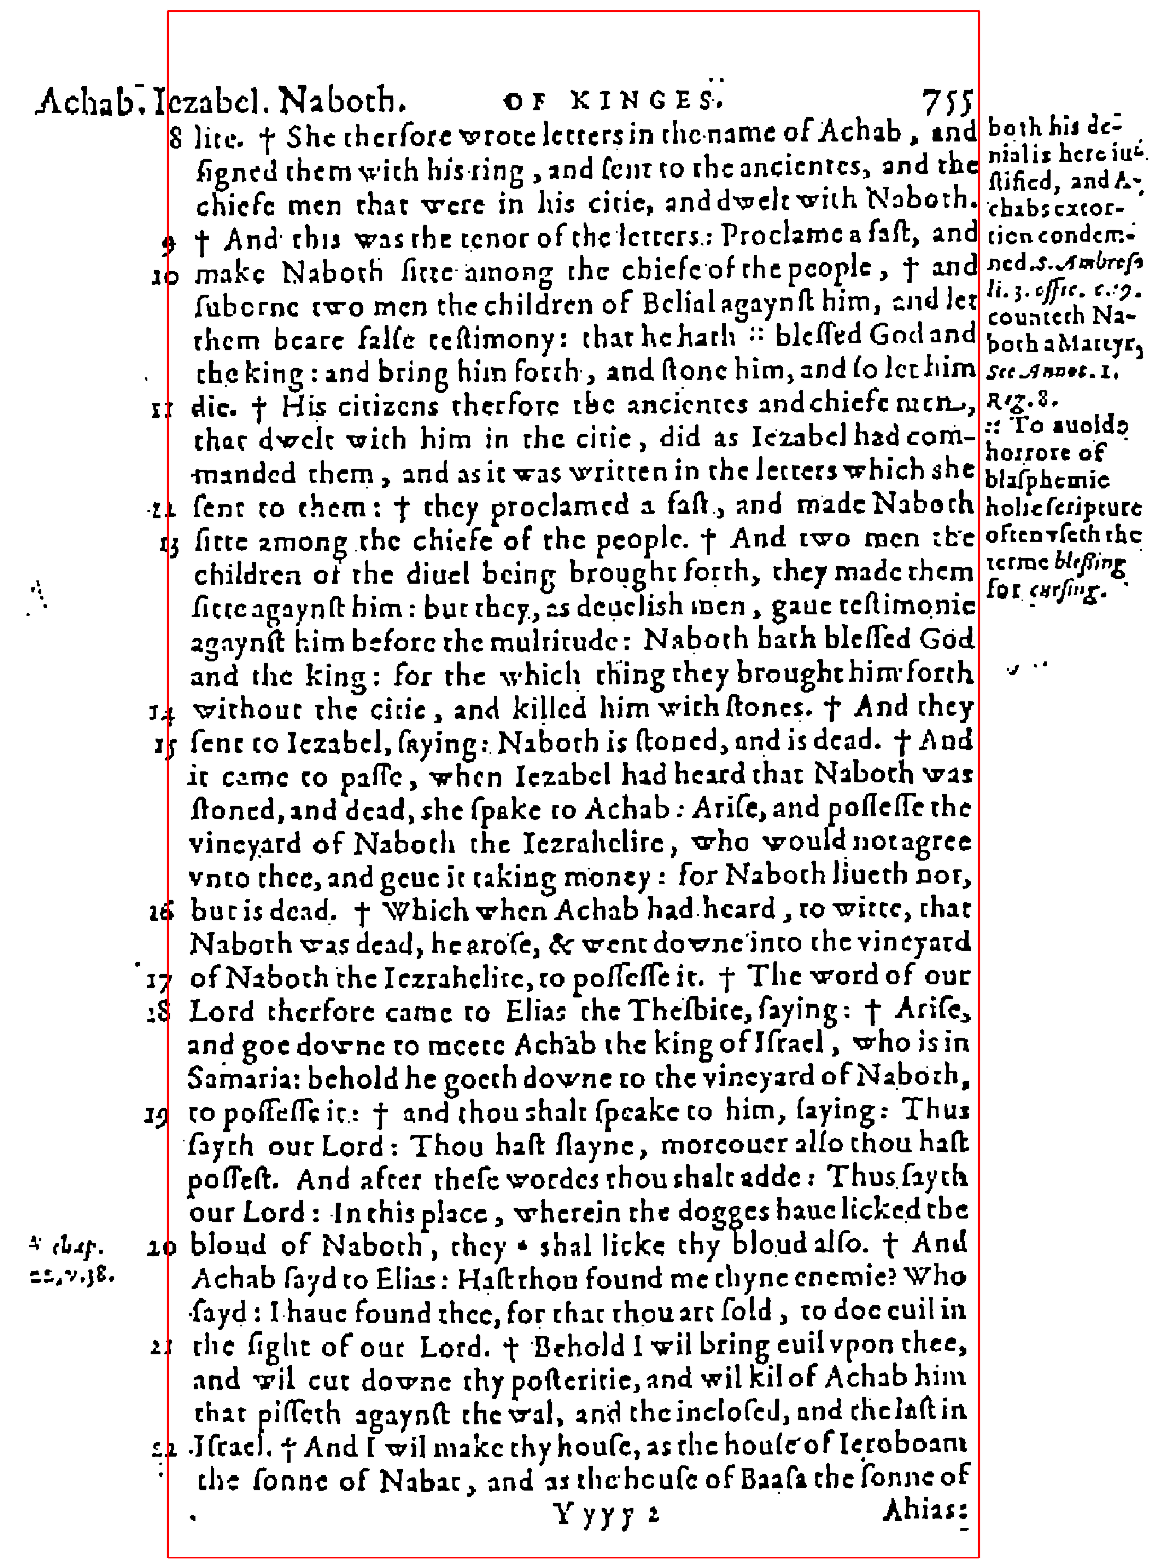 Achab. Iezabel. Naboth. OF KINGES. 755
8 lite. † She therfore wrote letters in the name of Achab, and
signed them with his ring, and sent to the ancientes, and the
chiefe men that were in his citie, and dwelt with Naboth.
9 † And this was the tenor of the letters: Proclame a fast, and
10 make Naboth sitte among the chiefe of the people, † and
suborne two men the children of Belial agaynst him, and let
them beare false testimony: that he hath :: blessed God and
the king: and bring him forth, and stone him, and so let him
11 die. † His citizens therfore the ancientes and chiefe men,
that dwelt with him in the citie, did as Iezabel had com-
manded them, and as it was written in the letters which she
12 sent to them: † they proclamed a fast, and made Naboth
13 sitte among the chiefe of the people. † And two men the
children of the diuel being brought forth, they made them
sitte agaynst him: but they, as deuelish men, gaue testimonie
agaynst him before the multitude: Naboth hath blessed God
and the king: for the which thing they brought him forth
14 without the citie, and killed him with stones. † And they
15 sent to Iezabel, saying: Naboth is stoned, and is dead. † And
it came to passe, when Iezabel had heard that Naboth was
stoned, and dead, she spake to Achab: Arise, and possesse the
vineyard of Naboth the Iezrahelite, who would not agree
vnto thee, and geue it taking money: for Naboth liueth not,
16 but is dead. † Which when Achab had heard, to witte, that
Naboth was dead, he arose, & went downe into the vineyard
17 of Naboth the Iezrahelite, to possesse it. † The word of our
18 Lord therfore came to Elias the Thesbite, saying: † Arise,
and goe downe to meete Achab the king of Israel, who is in
Samaria: behold he goeth downe to the vineyard of Naboth,
19 to possesse it: † and thou shalt speake to him, saying: Thus
sayth our Lord: Thou hast slayne, moreouer also thou hast
possest. And after these wordes thou shalt adde: Thus sayth
our Lord: In this place, wherein the dogges haue licked the
20 bloud of Naboth, they * shal licke thy bloud also. † And
Achab sayd to Elias: Hast thou found me thyne enemie? Who
sayd: I haue found thee, for that thou art sold, to doe euil in
21 the sight of our Lord. † Behold I wil bring euil vpon thee,
and wil cut downe thy posteritie, and wil kil of Achab him
that pisseth agaynst the wal, and the inclosed, and the last in
22 Israel. † And I wil make thy house, as the house of Ieroboam
the sonne of Nabat, and as the house of Baasa the sonne of
Yyyy 2 Ahias:
both his de-
nial is here iu-
stified, and A-
chabs extor-
tion condem-
ned. S. Ambrose
li. 3. offic. c. 9.
counteth Na-
both a Martyr,
See Annot. 1.
Reg. 8.
:: To auoide
horrore of
blasphemie
holie scripture
often vseth the
terme blessing
for cursing.
* chap.
22. v. 38.